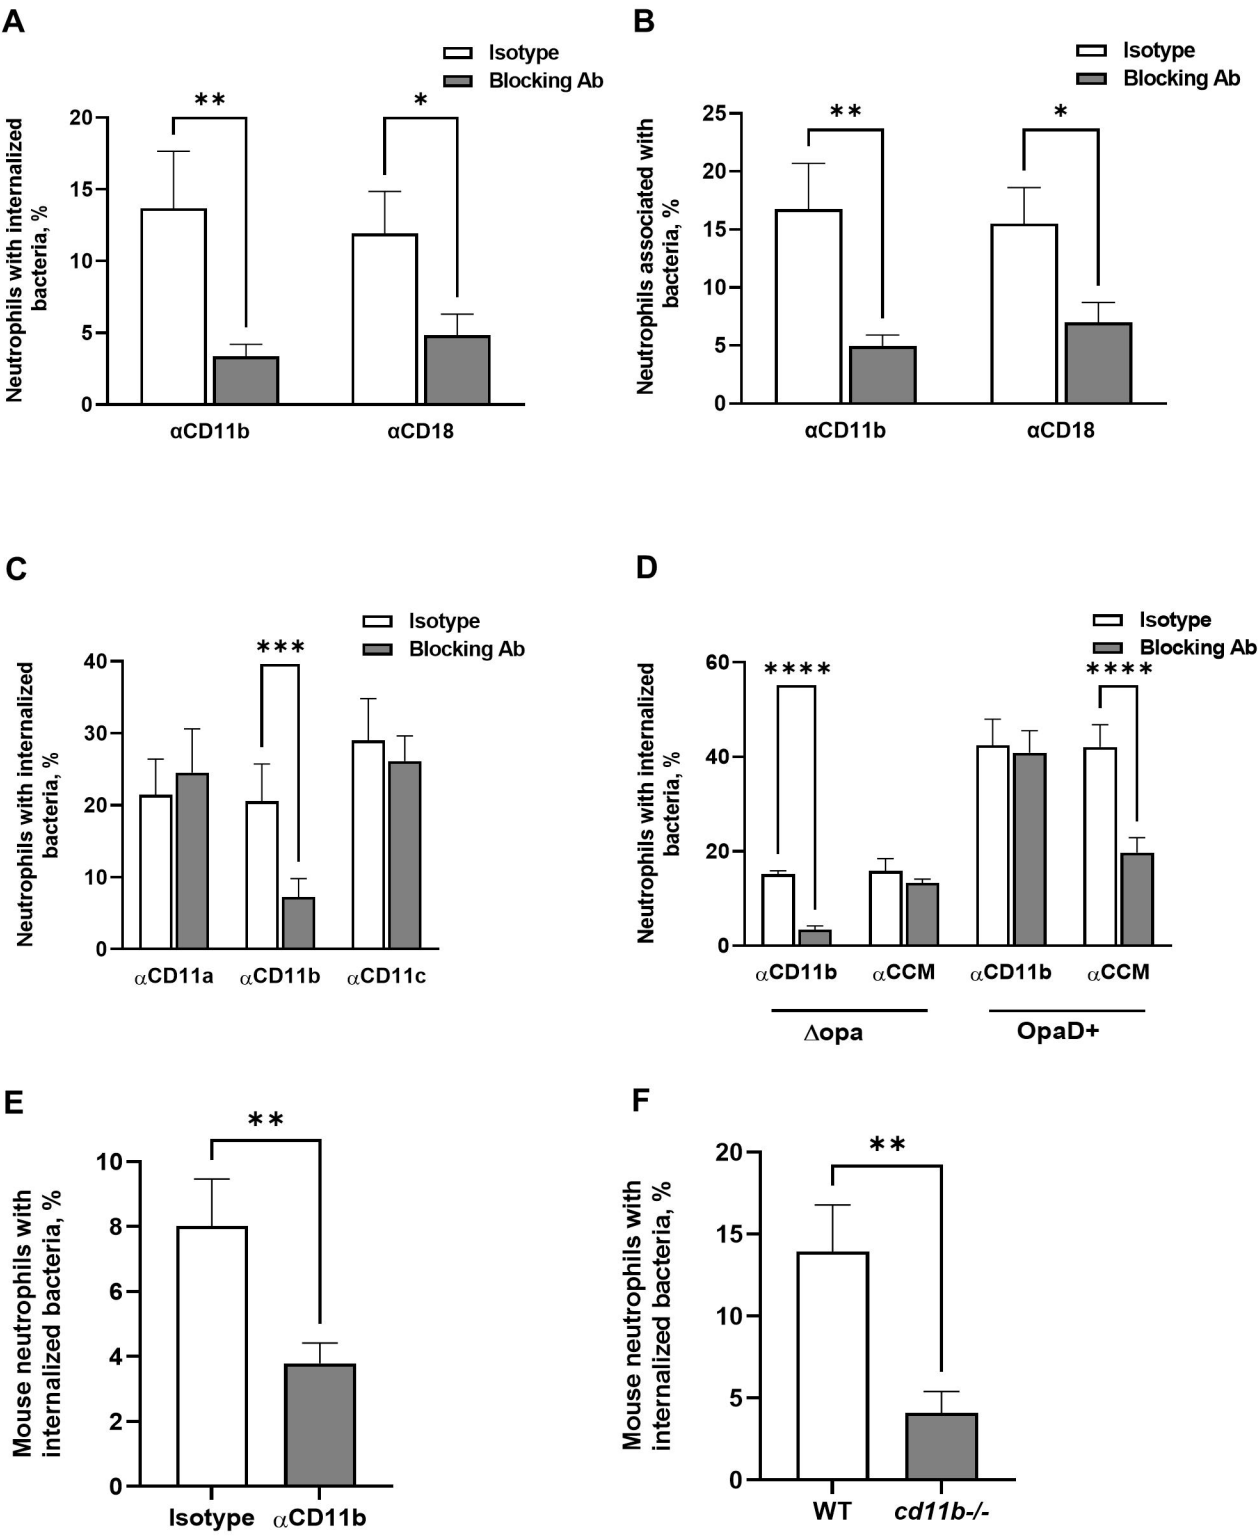 A
Isotype
Blocking Ab
**
*
Neutrophils with internalized
bacteria, %
20
15
10
5
0
αCD11b
αCD18
B
Isotype
Blocking Ab
**
*
Neutrophils associated with
bacteria, %
25
20
15
10
5
0
αCD11b
αCD18
C
Isotype
Blocking Ab
***
Neutrophils with internalized
bacteria, %
40
30
20
10
0
αCD11a
αCD11b
αCD11c
D
Isotype
Blocking Ab
****
****
Neutrophils with internalized
bacteria, %
60
40
20
0
αCD11b
αCCM
αCD11b
αCCM
Δopa
OpaD+
E
**
Mouse neutrophils with
internalized bacteria, %
10
8
6
4
2
0
Isotype
αCD11b
F
**
Mouse neutrophils with
internalized bacteria, %
20
15
10
5
0
WT
cd11b-/-